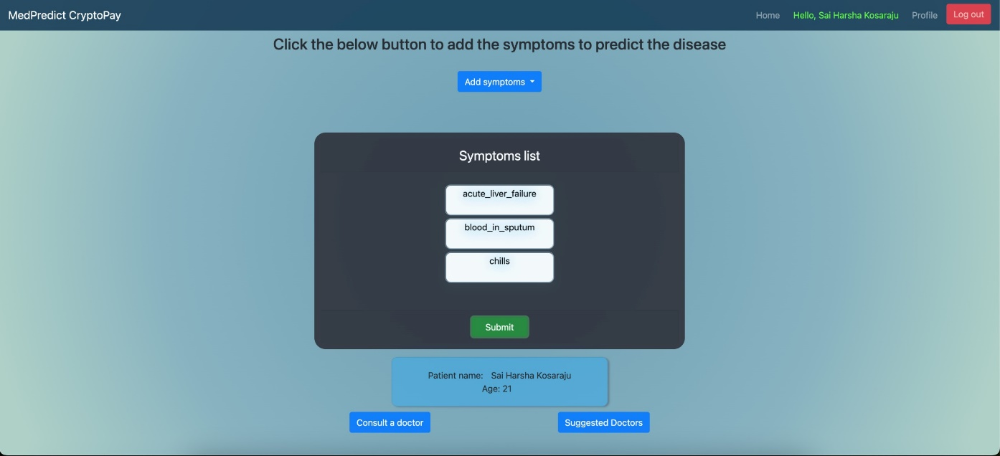 MedPredict CryptoPay Home Hello, Sai Harsha Kosaraju Profile Log out
Click the below button to add the symptoms to predict the disease
Add symptoms
Symptoms list
acute_liver_failure
blood_in_sputum
chills
Submit
Patient name: Sai Harsha Kosaraju
Age: 21
Consult a doctor Suggested Doctors